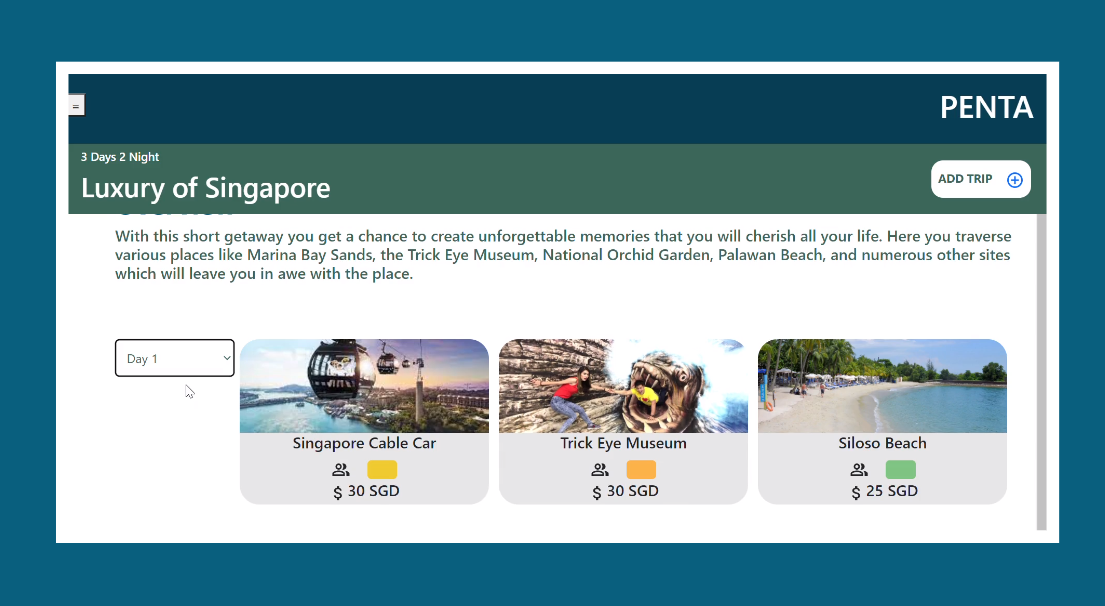 =
PENTA
3 Days 2 Night
Luxury of Singapore
ADD TRIP
With this short getaway you get a chance to create unforgettable memories that you will cherish all your life. Here you traverse
various places like Marina Bay Sands, the Trick Eye Museum, National Orchid Garden, Palawan Beach, and numerous other sites
which will leave you in awe with the place.
Day 1
Singapore Cable Car
Trick Eye Museum
Siloso Beach
$ 30 SGD
$ 30 SGD
$ 25 SGD